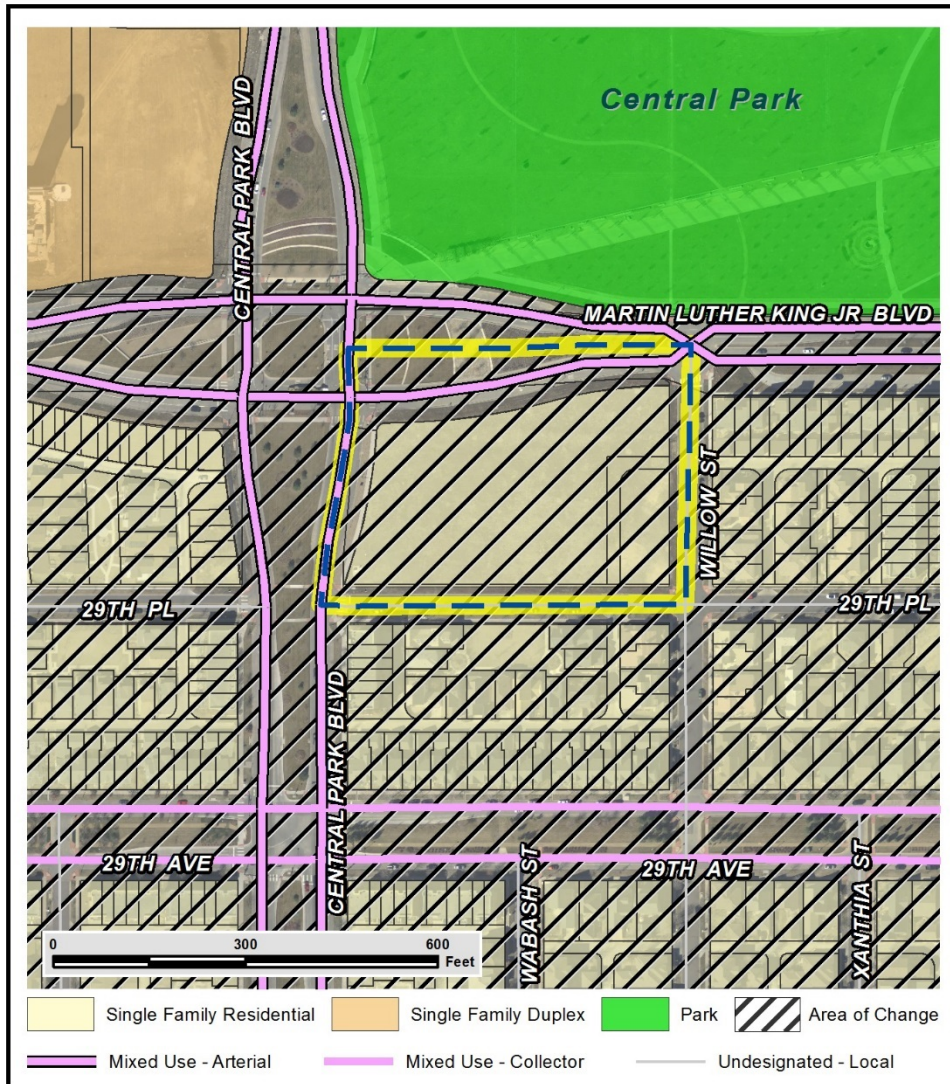 Central Park
CENTRAL PARK BLVD
MARTIN LUTHER KING JR BLVD
WILLOW ST
29TH PL
29TH PL
CENTRAL PARK BLVD
29TH AVE
29TH AVE
WABASH ST
XANTHIA ST
0 300 600
Feet
Single Family Residential Single Family Duplex Park Area of Change
Mixed Use - Arterial Mixed Use - Collector Undesignated - Local